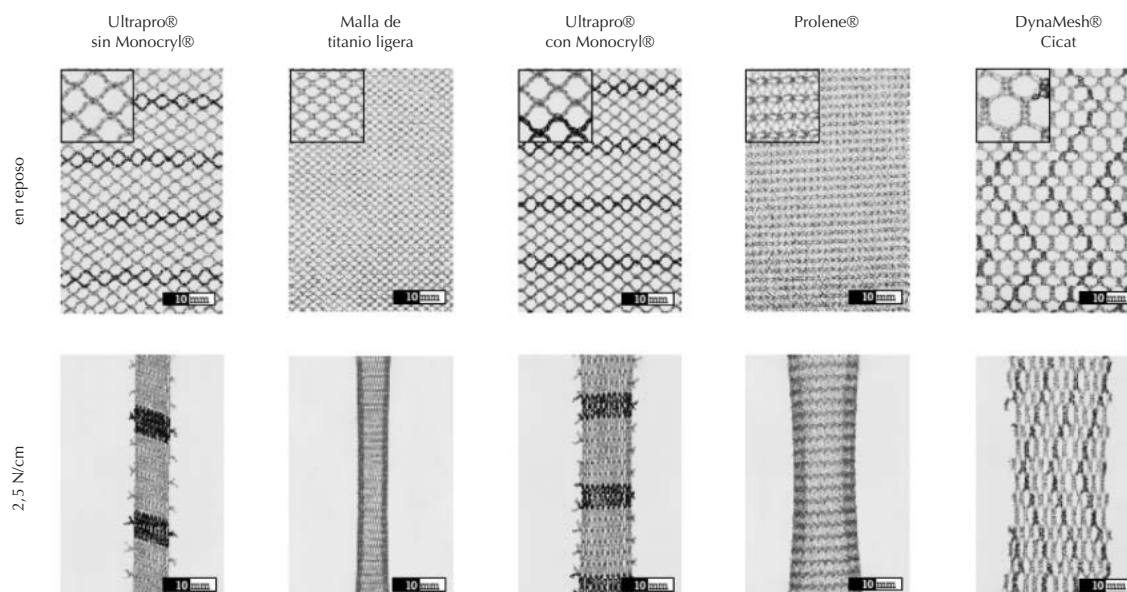 Ultrapro®
sin Monocryl®
Malla de
titanio ligera
Ultrapro®
con Monocryl®
Prolene®
DynaMesh®
Cicat
en reposo
10 mm
10 mm
10 mm
10 mm
10 mm
2,5 N/cm
10 mm
10 mm
10 mm
10 mm
10 mm